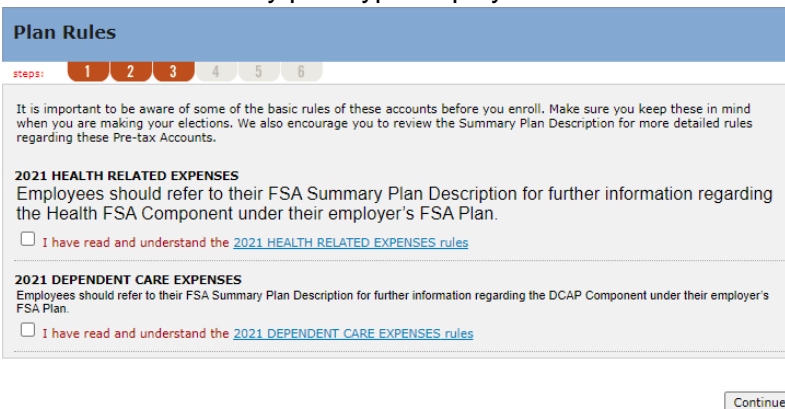 Plan Rules
steps: 1 2 3 4 5 6
It is important to be aware of some of the basic rules of these accounts before you enroll. Make sure you keep these in mind
when you are making your elections. We also encourage you to review the Summary Plan Description for more detailed rules
regarding these Pre-tax Accounts.
2021 HEALTH RELATED EXPENSES
Employees should refer to their FSA Summary Plan Description for further information regarding
the Health FSA Component under their employer's FSA Plan.
I have read and understand the 2021 HEALTH RELATED EXPENSES rules
2021 DEPENDENT CARE EXPENSES
Employees should refer to their FSA Summary Plan Description for further information regarding the DCAP Component under their employer's
FSA Plan.
I have read and understand the 2021 DEPENDENT CARE EXPENSES rules
Continue